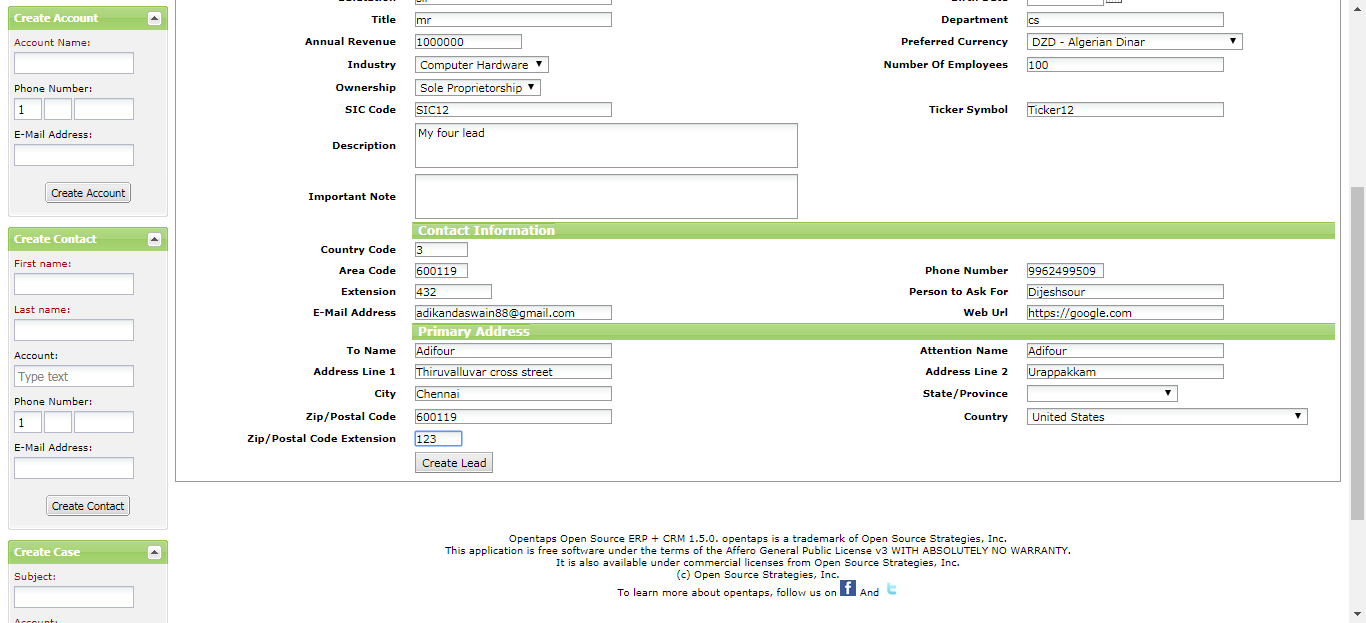 Create Account
Account Name:
Phone Number:
1
E-Mail Address:
Create Account
Create Contact
First name:
Last name:
Account:
Type text
Phone Number:
1
E-Mail Address:
Create Contact
Create Case
Subject:
Title mr Department cs
Annual Revenue 1000000 Preferred Currency DZD - Algerian Dinar
Industry Computer Hardware Number Of Employees 100
Ownership Sole Proprietorship
SIC Code SIC12 Ticker Symbol Ticker12
Description My four lead
Important Note
Contact Information
Country Code 3
Area Code 600119 Phone Number 9962499509
Extension 432 Person to Ask For Dijeshsour
E-Mail Address adikandaswain88@gmail.com Web Url https://google.com
Primary Address
To Name Adifour Attention Name Adifour
Address Line 1 Thiruvalluvar cross street Address Line 2 Urappakkam
City Chennai State/Province
Zip/Postal Code 600119 Country United States
Zip/Postal Code Extension 123
Create Lead
Opentaps Open Source ERP + CRM 1.5.0. opentaps is a trademark of Open Source Strategies, Inc.
This application is free software under the terms of the Affero General Public License v3 WITH ABSOLUTELY NO WARRANTY.
It is also available under commercial licenses from Open Source Strategies, Inc.
(c) Open Source Strategies, Inc.
To learn more about opentaps, follow us on f And t